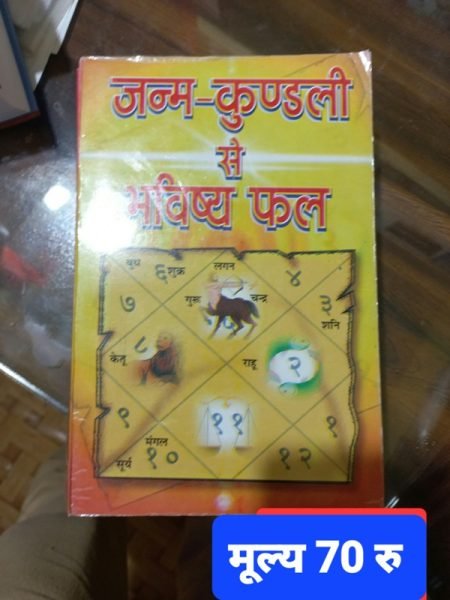 जन्म-कुण्डली
से
भविष्य फल
बुध
६ शुक्र
लगन
४
७
गुरू
चन्द्र
३
शनि
८
केतू
राहू
२
९
११
१
मंगल
सूर्य
१०
१२
मूल्य 70 रु